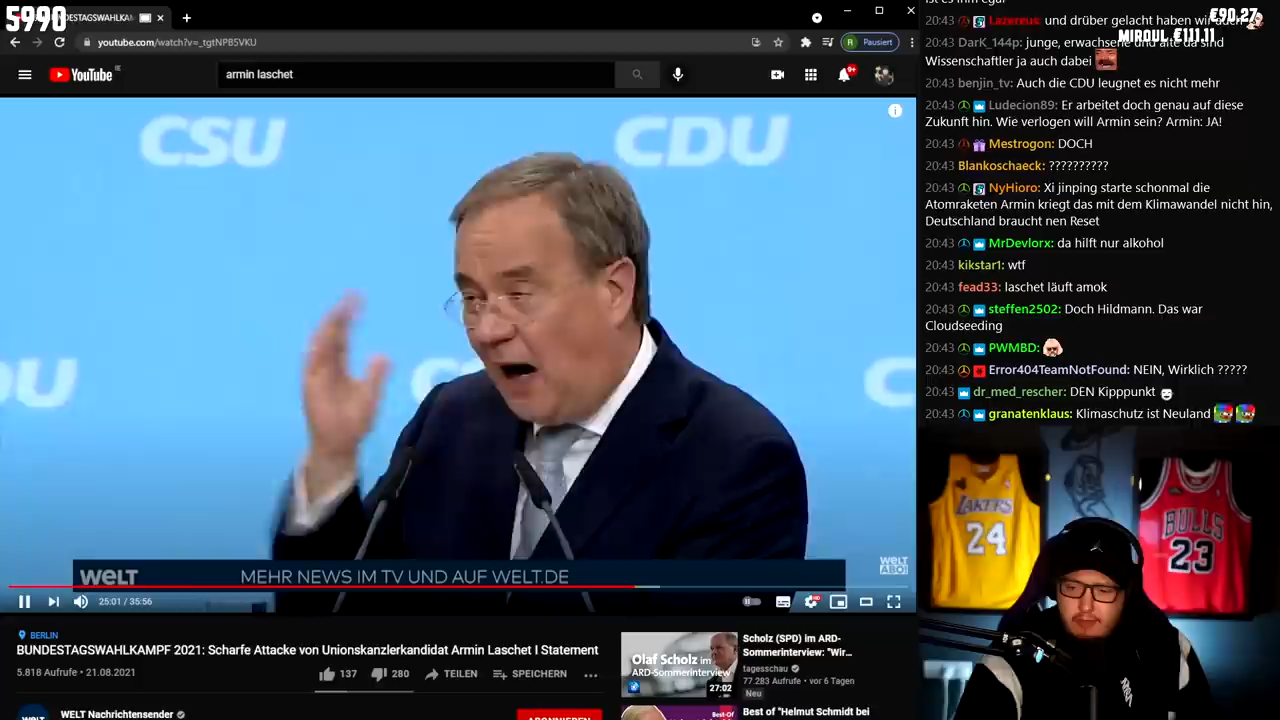 5990
youtube.com/watch?v=_tgtNPBSVKU
R Pausiert
YouTube IE
armin laschet
9+
CSU
CDU
DU
C
C
WELT
MEHR NEWS IM TV UND AUF WELT.DE
WELT
ABO!
25:01 / 35:56
BERLIN
BUNDESTAGSWAHLKAMPF 2021: Scharfe Attacke von Unionskanzlerkandidat Armin Laschet I Statement
5.818 Aufrufe • 21.08.2021
137
280
TEILEN
SPEICHERN
WELT Nachrichtensender
ABONNIEREN
Olaf Scholz im
ARD-Sommerinterview
27:02
Scholz (SPD) im ARD-
Sommerinterview: "Wir...
tagesschau
77.283 Aufrufe • vor 6 Tagen
Neu
Best of "Helmut Schmidt bei
€90.27
MIROUL €111.11
20:43 Lazereus: und drüber gelacht haben wir auch
20:43 DarK_144p: junge, erwachsene und alte da sind
Wissenschaftler ja auch dabei
20:43 benjin_tv: Auch die CDU leugnet es nicht mehr
20:43 Ludecion89: Er arbeitet doch genau auf diese
Zukunft hin. Wie verlogen will Armin sein? Armin: JA!
20:43 Mestrogon: DOCH
20:43 Blankoschaeck: ??????????
20:43 NyHioro: Xi jinping starte schonmal die
Atomraketen Armin kriegt das mit dem Klimawandel nicht hin,
Deutschland braucht nen Reset
20:43 MrDevlorx: da hilft nur alkohol
20:43 kikstar1: wtf
20:43 fead33: laschet läuft amok
20:43 steffen2502: Doch Hildmann. Das war
Cloudseeding
20:43 PWMBD:
20:43 Error404TeamNotFound: NEIN, Wirklich ?????
20:43 dr_med_rescher: DEN Kipppunkt
20:43 granatenklaus: Klimaschutz ist Neuland
LAKERS
24
BULLS
23